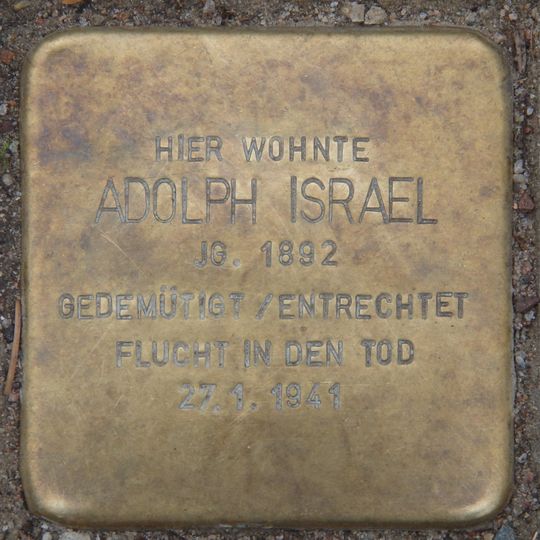 HIER WOHNTE
ADOLPH ISRAEL
JG. 1892
GEDEMÜTIGT / ENTRECHTET
FLUCHT IN DEN TOD
27. 1. 1941